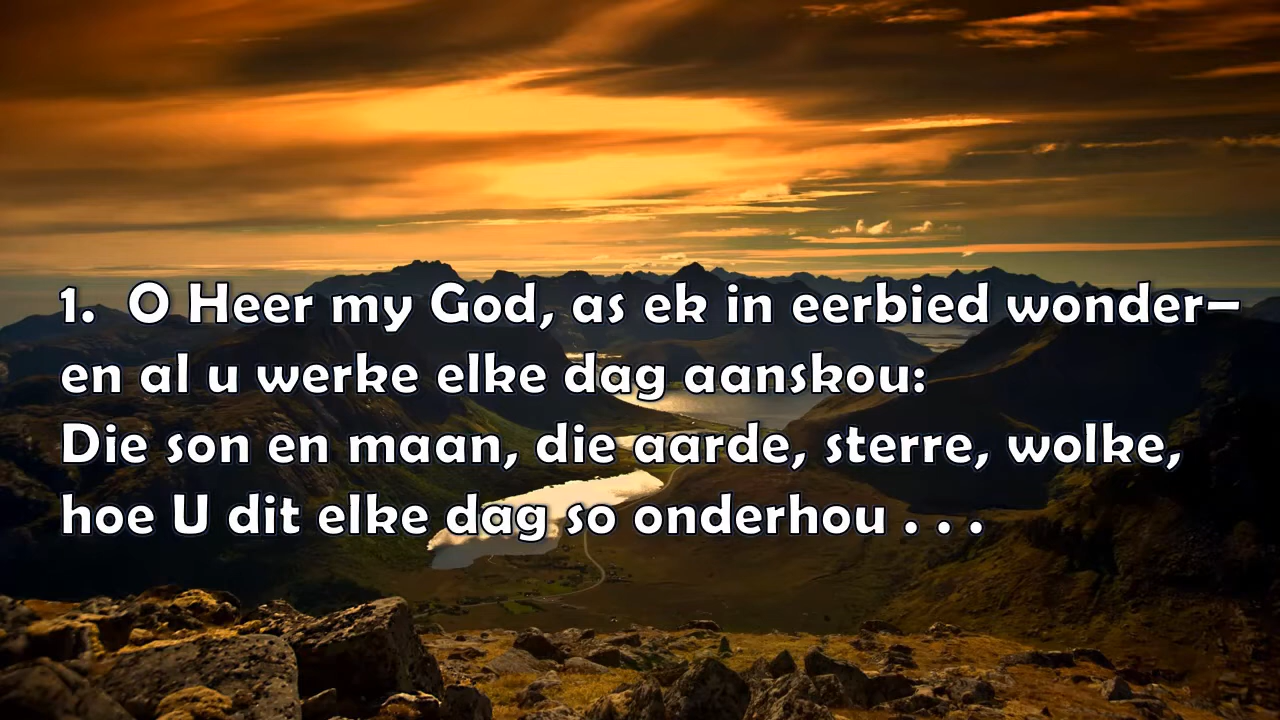 1. O Heer my God, as ek in eerbied wonder–
en al u werke elke dag aanskou:
Die son en maan, die aarde, sterre, wolke,
hoe U dit elke dag so onderhou . . .